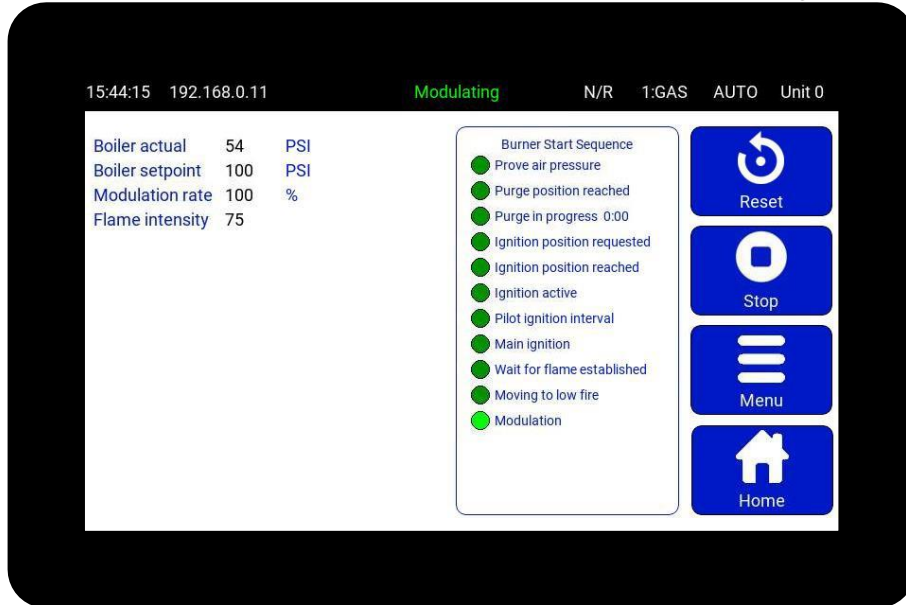 15:44:15 192.168.0.11 Modulating N/R 1:GAS AUTO Unit 0
Boiler actual 54 PSI
Boiler setpoint 100 PSI
Modulation rate 100 %
Flame intensity 75
Burner Start Sequence
Prove air pressure
Purge position reached
Purge in progress 0:00
Ignition position requested
Ignition position reached
Ignition active
Pilot ignition interval
Main ignition
Wait for flame established
Moving to low fire
Modulation
Reset
Stop
Menu
Home